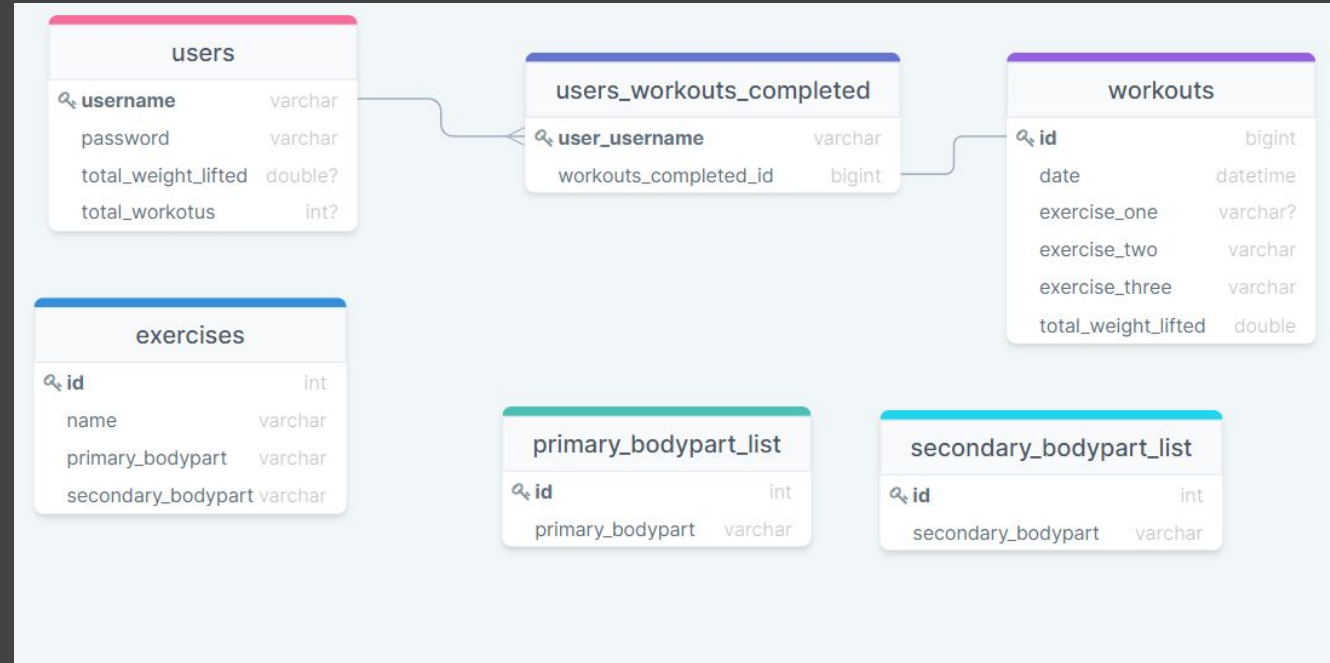 users
username varchar
password varchar
total_weight_lifted double?
total_workotus int?
users_workouts_completed
user_username varchar
workouts_completed_id bigint
workouts
id bigint
date datetime
exercise_one varchar?
exercise_two varchar
exercise_three varchar
total_weight_lifted double
exercises
id int
name varchar
primary_bodypart varchar
secondary_bodypart varchar
primary_bodypart_list
id int
primary_bodypart varchar
secondary_bodypart_list
id int
secondary_bodypart varchar